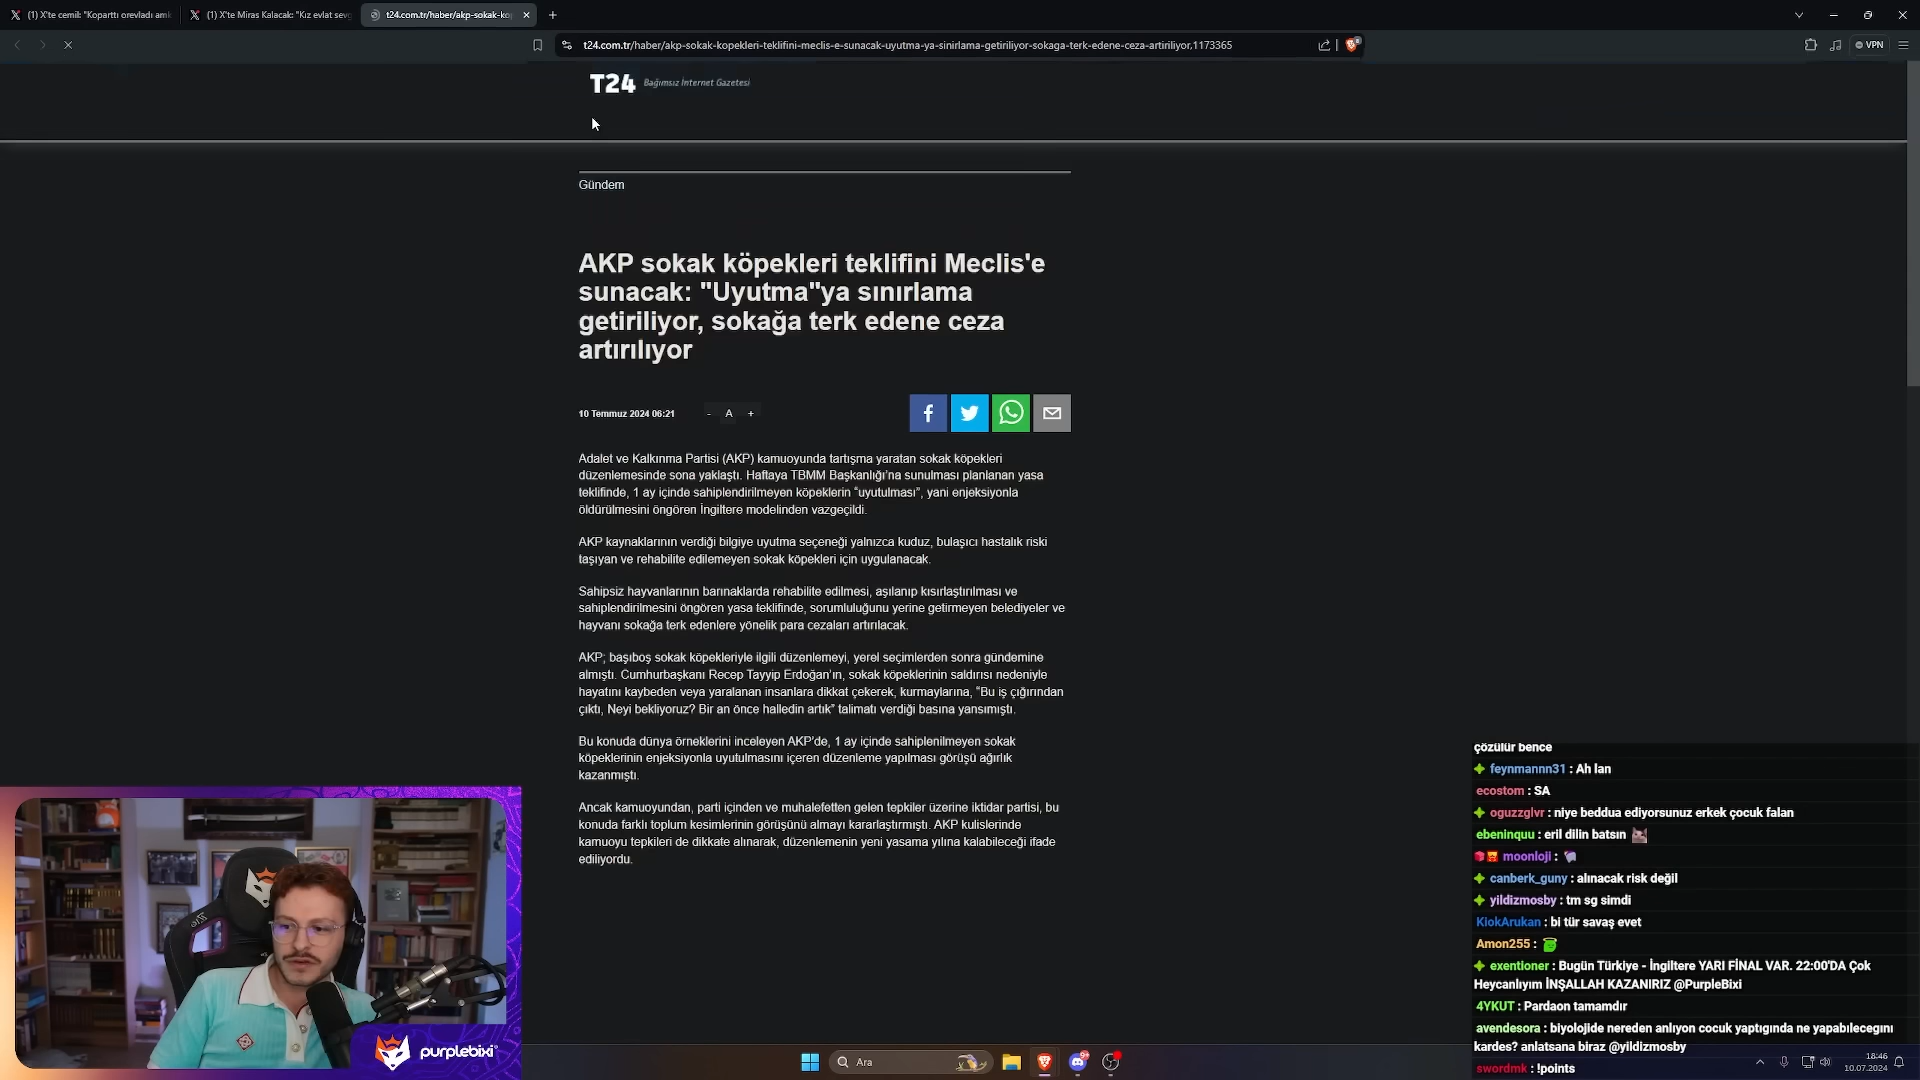 (1) X'te cemil: "Koparttı orevladı amk
(1) X'te Miras Kalacak: "Kız evlat sevg
t24.com.tr/haber/akp-sokak-ko
t24.com.tr/haber/akp-sokak-kopekleri-teklifini-meclis-e-sunacak-uyutma-ya-sinirlama-getiriliyor-sokaga-terk-edene-ceza-artiriliyor,1173365
VPN
T24 Bağımsız İnternet Gazetesi
Gündem
AKP sokak köpekleri teklifini Meclis'e
sunacak: "Uyutma"ya sınırlama
getiriliyor, sokağa terk edene ceza
artırılıyor
10 Temmuz 2024 06:21
- A +
Adalet ve Kalkınma Partisi (AKP) kamuoyunda tartışma yaratan sokak köpekleri
düzenlemesinde sona yaklaştı. Haftaya TBMM Başkanlığı'na sunulması planlanan yasa
teklifinde, 1 ay içinde sahiplendirilmeyen köpeklerin "uyutulması", yani enjeksiyonla
öldürülmesini öngören İngiltere modelinden vazgeçildi.
AKP kaynaklarının verdiği bilgiye uyutma seçeneği yalnızca kuduz, bulaşıcı hastalık riski
taşıyan ve rehabilite edilemeyen sokak köpekleri için uygulanacak.
Sahipsiz hayvanlarının barınaklarda rehabilite edilmesi, aşılanıp kısırlaştırılması ve
sahiplendirilmesini öngören yasa teklifinde, sorumluluğunu yerine getirmeyen belediyeler ve
hayvanı sokağa terk edenlere yönelik para cezaları artırılacak.
AKP; başıboş sokak köpekleriyle ilgili düzenlemeyi, yerel seçimlerden sonra gündemine
almıştı. Cumhurbaşkanı Recep Tayyip Erdoğan'ın, sokak köpeklerinin saldırısı nedeniyle
hayatını kaybeden veya yaralanan insanlara dikkat çekerek, kurmaylarına, "Bu iş çığırından
çıktı, Neyi bekliyoruz? Bir an önce halledin artık" talimatı verdiği basına yansımıştı.
Bu konuda dünya örneklerini inceleyen AKP'de, 1 ay içinde sahiplenilmeyen sokak
köpeklerinin enjeksiyonla uyutulmasını içeren düzenleme yapılması görüşü ağırlık
kazanmıştı.
Ancak kamuoyundan, parti içinden ve muhalefetten gelen tepkiler üzerine iktidar partisi, bu
konuda farklı toplum kesimlerinin görüşünü almayı kararlaştırmıştı. AKP kulislerinde
kamuoyu tepkileri de dikkate alınarak, düzenlemenin yeni yasama yılına kalabileceği ifade
ediliyordu.
çözülür bence
feynmannn31 : Ah lan
ecostom : SA
oguzzglvr : niye beddua ediyorsunuz erkek çocuk falan
ebeninquu : eril dilin batsın
moonloji :
canberk_guny : alınacak risk değil
yildizmosby : tm sg simdi
KiokArukan : bi tür savaş evet
Amon255 :
exentioner : Bugün Türkiye - İngiltere YARI FİNAL VAR. 22:00'DA Çok
Heycanlıyım İNŞALLAH KAZANIRIZ @PurpleBixi
4YKUT : Pardaon tamamdır
avendesora : biyolojide nereden anlıyon cocuk yaptıgında ne yapabılecegını
kardes? anlatsana biraz @yildizmosby
swordmk : !points
purplebixi
Ara
18:46
10.07.2024